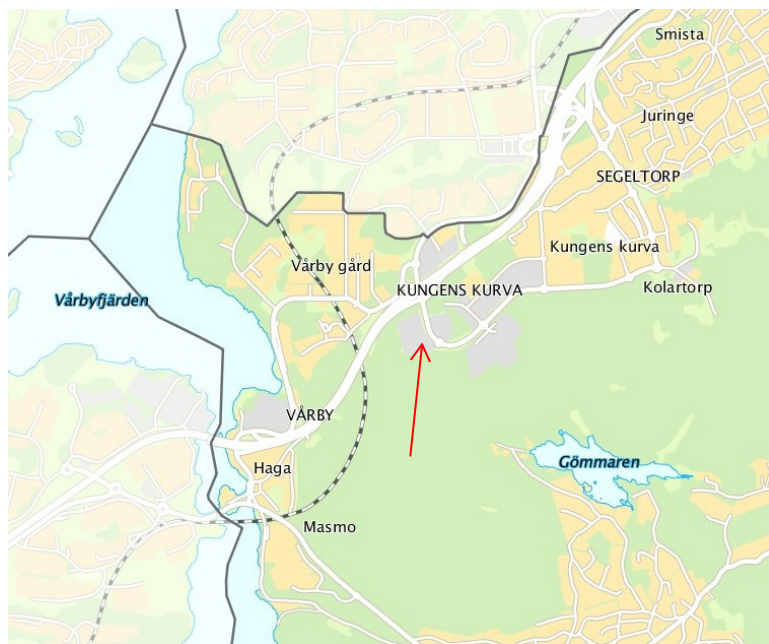 Smista
Juringe
SEGELTORP
Kungens kurva
Vårby gård
KUNGENS KURVA
Kolartorp
Vårbyfjärden
VÅRBY
Gömmaren
Haga
Masmo